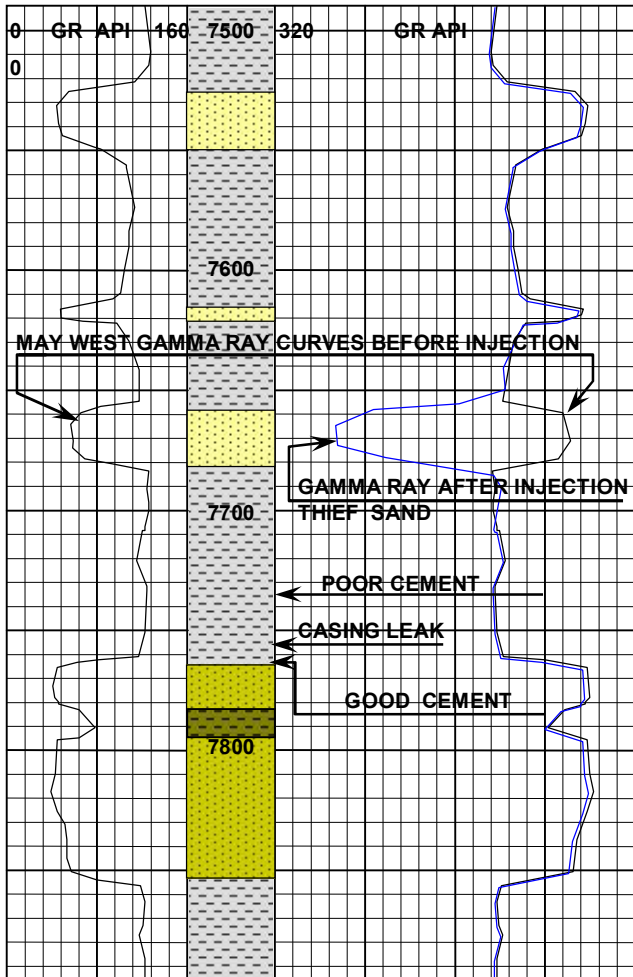 0 GR API 160 7500 320 GR API
0
7600
MAY WEST GAMMA RAY CURVES BEFORE INJECTION
GAMMA RAY AFTER INJECTION
7700 THIEF SAND
POOR CEMENT
CASING LEAK
GOOD CEMENT
7800